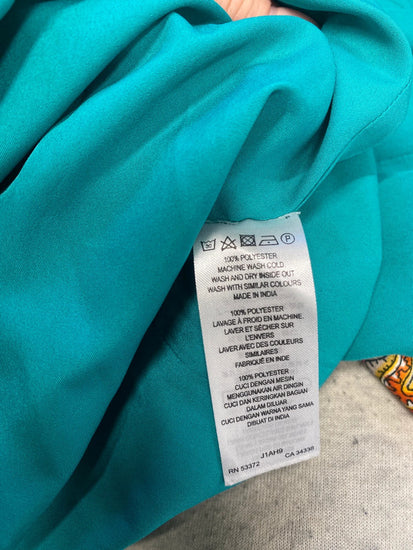 P
100% POLYESTER
MACHINE WASH COLD
WASH AND DRY INSIDE OUT
WASH WITH SIMILAR COLOURS
MADE IN INDIA
100% POLYESTER
LAVAGE À FROID EN MACHINE.
LAVER ET SÉCHER SUR
L'ENVERS
LAVER AVEC DES COULEURS
SIMILAIRES
FABRIQUÉ EN INDE
100% POLYESTER
CUCI DENGAN MESIN
MENGGUNAKAN AIR DINGIN
CUCI DAN KERINGKAN BAGIAN
DALAM DILUAR
CUCI DENGAN WARNA YANG SAMA
DIBUAT DI INDIA
J1AH9
RN 53372 CA 34338